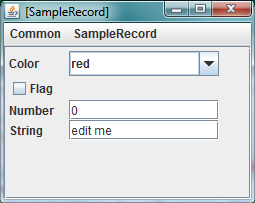 [SampleRecord]
Common SampleRecord
Color red
Flag
Number 0
String edit me